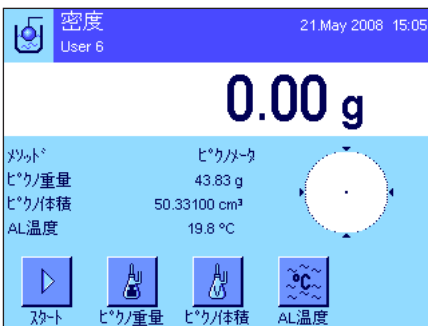 密度
21.May 2008 15:05
User 6
0.00 g
ﾒｿｯﾄﾞ ﾋﾟｸﾉﾒｰﾀ
ﾋﾟｸﾉ重量 43.83 g
ﾋﾟｸﾉ体積 50.33100 cm³
AL温度 19.8 °C
°C
ｽﾀｰﾄ ﾋﾟｸﾉ重量 ﾋﾟｸﾉ体積 AL温度